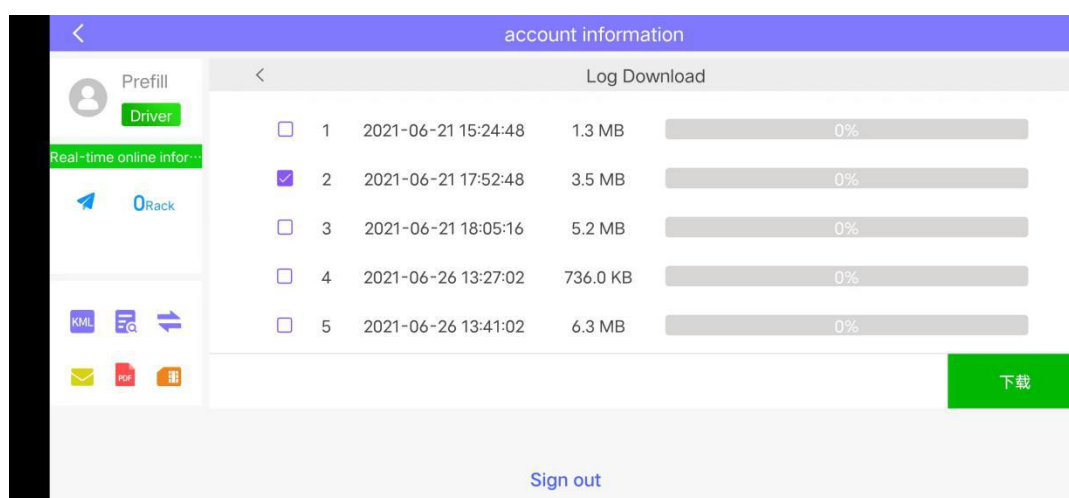 account information
Prefill
Driver
Real-time online infor...
0Rack
KML
PDF
Log Download
1 2021-06-21 15:24:48 1.3 MB 0%
2 2021-06-21 17:52:48 3.5 MB 0%
3 2021-06-21 18:05:16 5.2 MB 0%
4 2021-06-26 13:27:02 736.0 KB 0%
5 2021-06-26 13:41:02 6.3 MB 0%
下载
Sign out